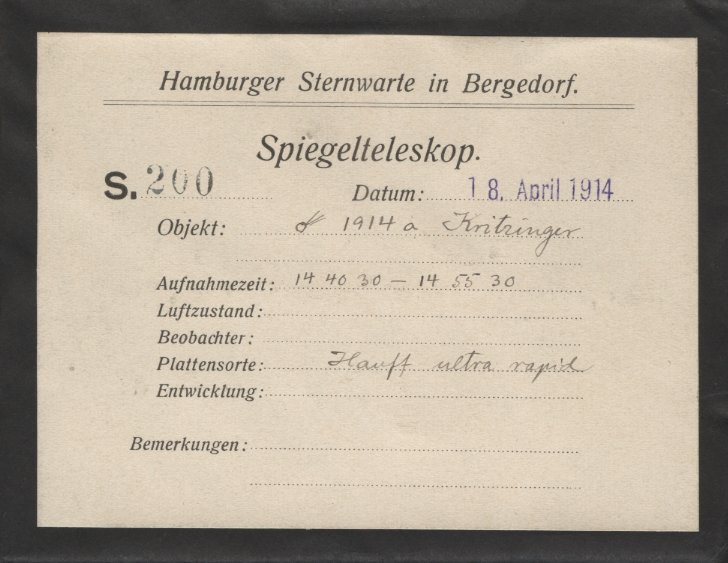 Hamburger Sternwarte in Bergedorf.
Spiegelteleskop.
S. 200
Datum: 18. April 1914
Objekt: ☄ 1914 a Kritzinger
Aufnahmezeit: 14 40 30 — 14 55 30
Luftzustand:
Beobachter:
Plattensorte: Hauff ultra rapid
Entwicklung:
Bemerkungen: